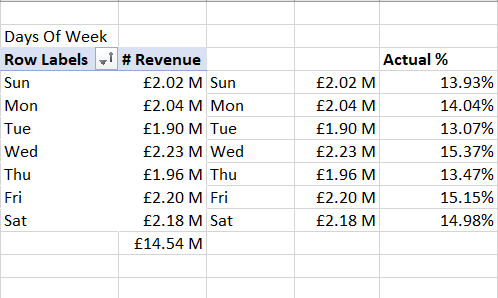 Days Of Week
Row Labels # Revenue Actual %
Sun £2.02 M Sun £2.02 M 13.93%
Mon £2.04 M Mon £2.04 M 14.04%
Tue £1.90 M Tue £1.90 M 13.07%
Wed £2.23 M Wed £2.23 M 15.37%
Thu £1.96 M Thu £1.96 M 13.47%
Fri £2.20 M Fri £2.20 M 15.15%
Sat £2.18 M Sat £2.18 M 14.98%
£14.54 M